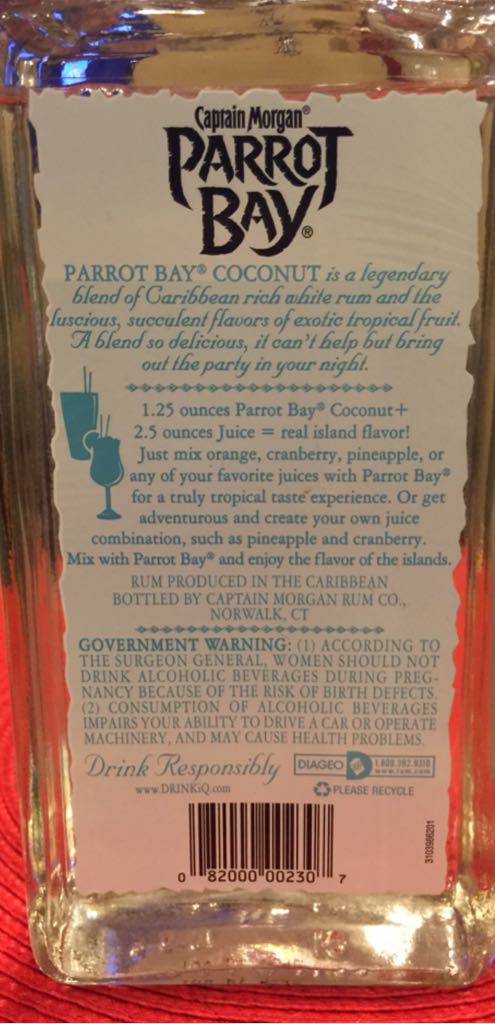 Captain Morgan®
PARROT
BAY®
PARROT BAY® COCONUT is a legendary
blend of Caribbean rich white rum and the
luscious, succulent flavors of exotic tropical fruit.
A blend so delicious, it can't help but bring
out the party in your night.
1.25 ounces Parrot Bay® Coconut+
2.5 ounces Juice = real island flavor!
Just mix orange, cranberry, pineapple, or
any of your favorite juices with Parrot Bay®
for a truly tropical taste experience. Or get
adventurous and create your own juice
combination, such as pineapple and cranberry.
Mix with Parrot Bay® and enjoy the flavor of the islands.
RUM PRODUCED IN THE CARIBBEAN
BOTTLED BY CAPTAIN MORGAN RUM CO.,
NORWALK, CT
GOVERNMENT WARNING: (1) ACCORDING TO
THE SURGEON GENERAL, WOMEN SHOULD NOT
DRINK ALCOHOLIC BEVERAGES DURING PREG-
NANCY BECAUSE OF THE RISK OF BIRTH DEFECTS.
(2) CONSUMPTION OF ALCOHOLIC BEVERAGES
IMPAIRS YOUR ABILITY TO DRIVE A CAR OR OPERATE
MACHINERY, AND MAY CAUSE HEALTH PROBLEMS.
Drink Responsibly
www.DRINKiQ.com
DIAGEO
1.800.392.9310
www.rum.com
PLEASE RECYCLE
3103986201
0 82000 00230 7